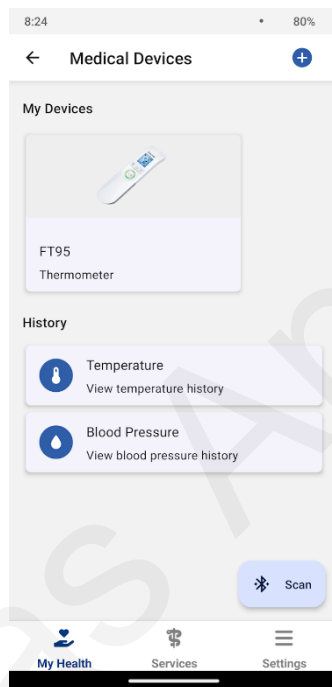 8:24 80%
Medical Devices
My Devices
FT95
Thermometer
History
Temperature
View temperature history
Blood Pressure
View blood pressure history
Scan
My Health Services Settings